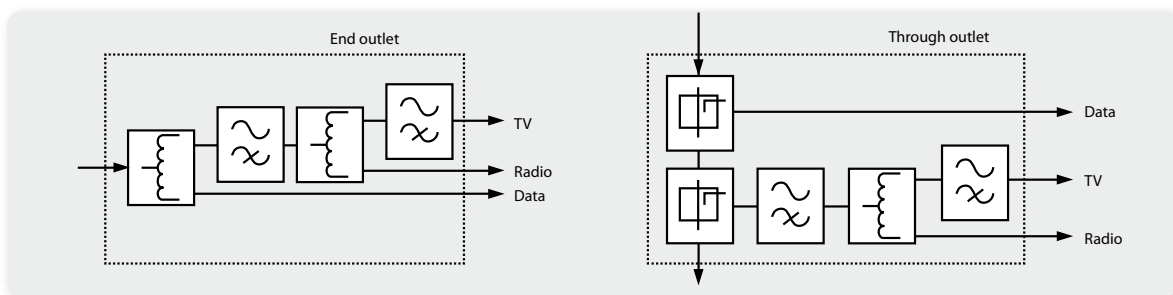 End outlet
TV
Radio
Data
Through outlet
Data
TV
Radio